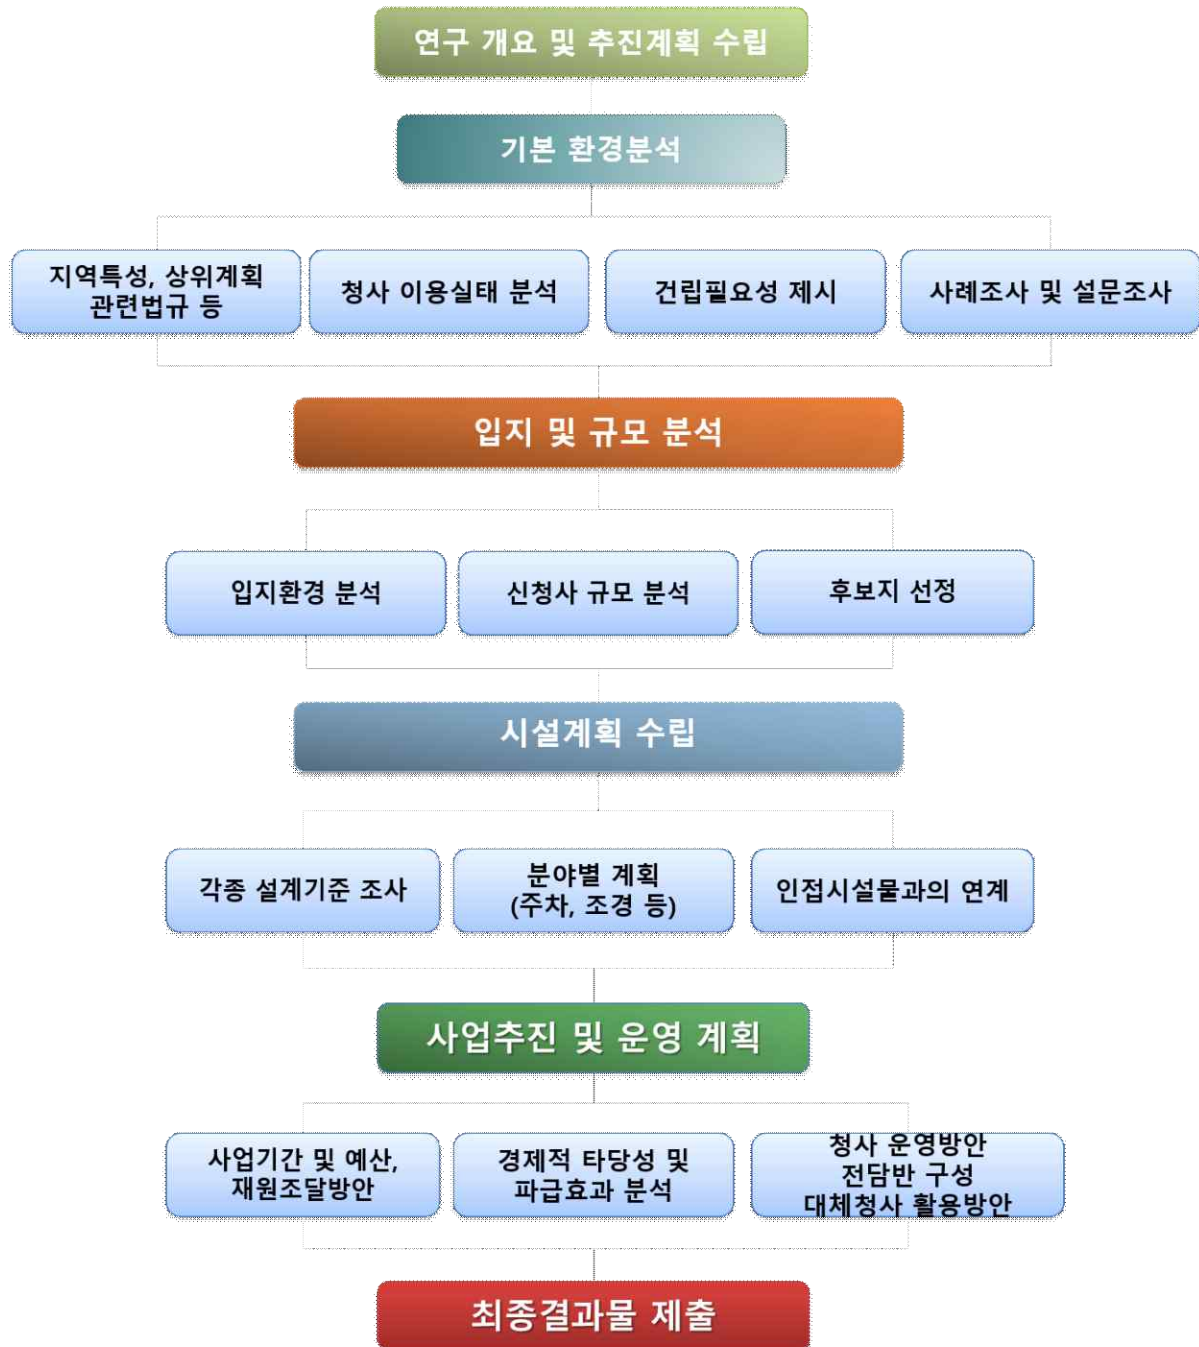 연구 개요 및 추진계획 수립
기본 환경분석
지역특성, 상위계획
관련법규 등
청사 이용실태 분석
건립필요성 제시
사례조사 및 설문조사
입지 및 규모 분석
입지환경 분석
신청사 규모 분석
후보지 선정
시설계획 수립
각종 설계기준 조사
분야별 계획
(주차, 조경 등)
인접시설물과의 연계
사업추진 및 운영 계획
사업기간 및 예산,
재원조달방안
경제적 타당성 및
파급효과 분석
청사 운영방안
전담반 구성
대체청사 활용방안
최종결과물 제출